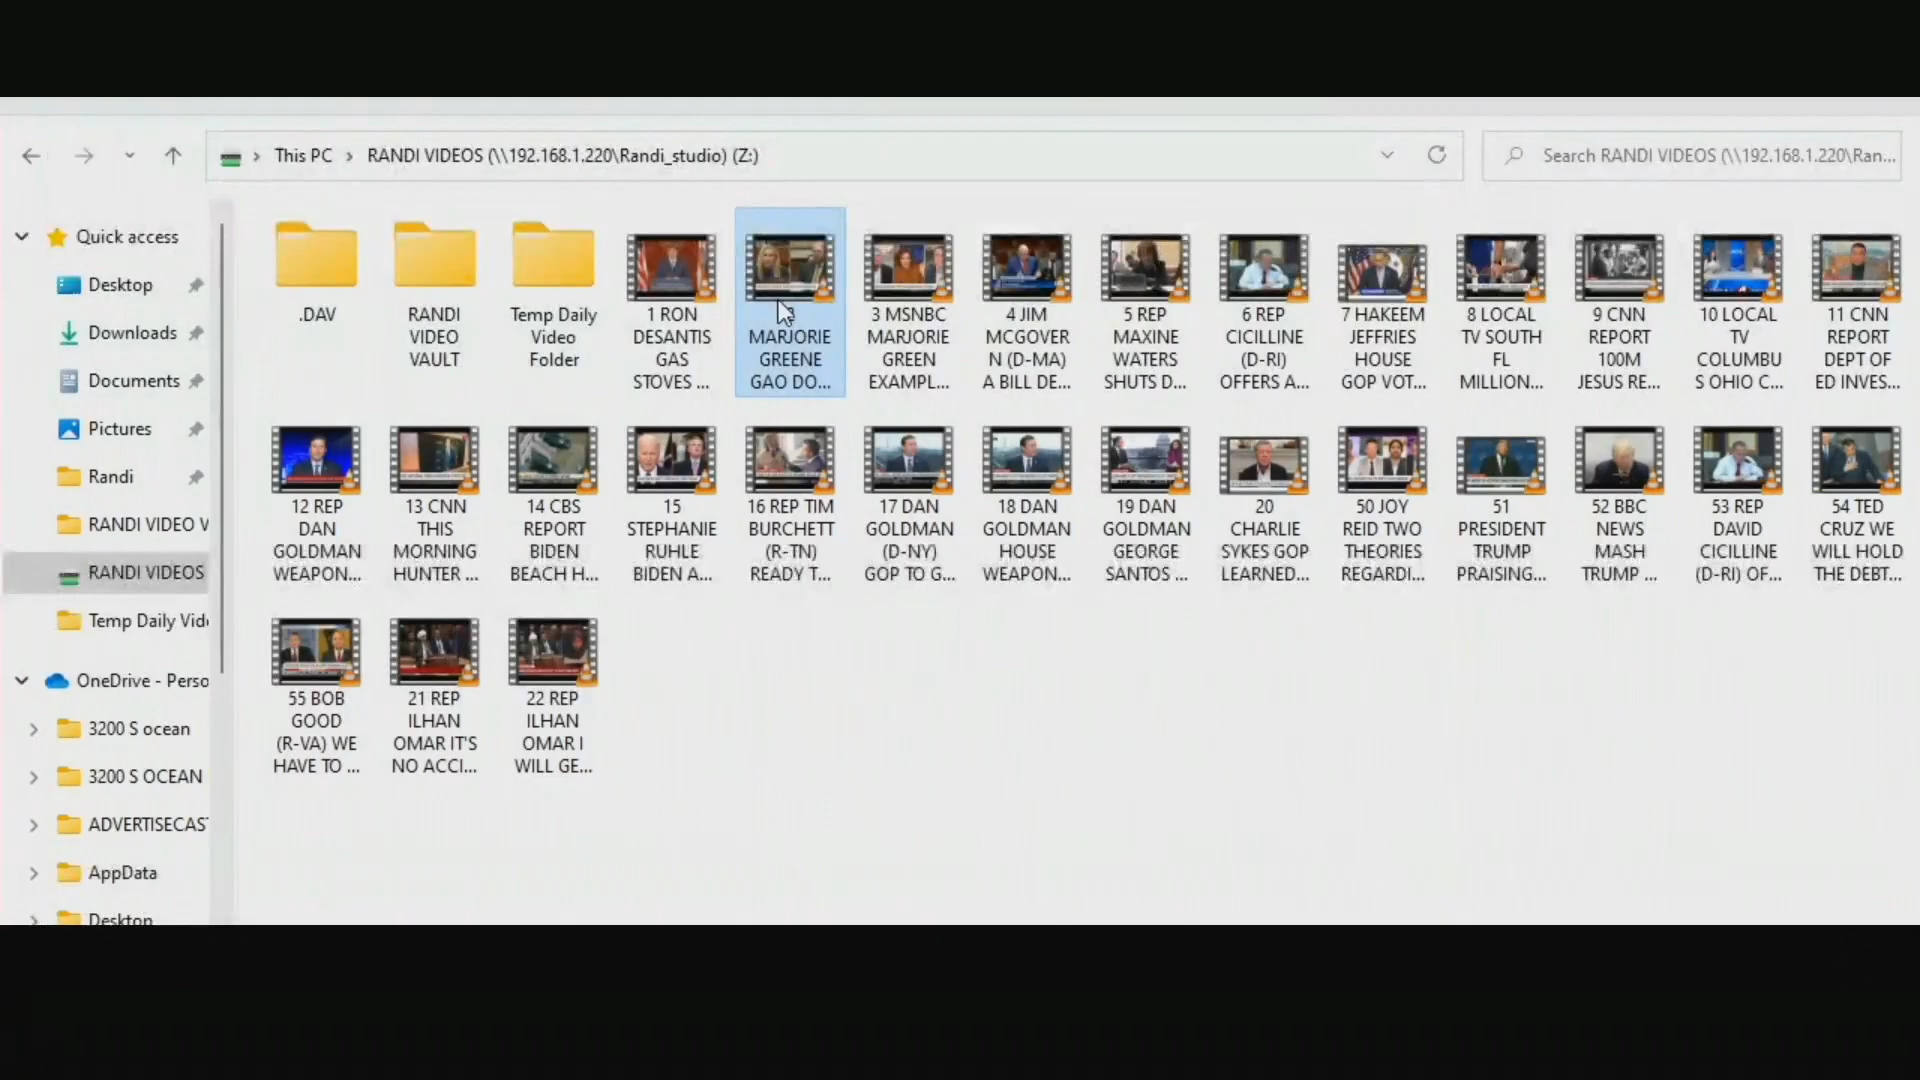 This PC > RANDI VIDEOS (\\192.168.1.220\Randi_studio) (Z:)
Search RANDI VIDEOS (\\192.168.1.220\Ran...
Quick access
Desktop
Downloads
Documents
Pictures
Randi
RANDI VIDEO V
RANDI VIDEOS
Temp Daily Vid
OneDrive - Perso
3200 S ocean
3200 S OCEAN
ADVERTISECAS
AppData
Desktop
.DAV
RANDI
VIDEO
VAULT
Temp Daily
Video
Folder
1 RON
DESANTIS
GAS
STOVES ...
MARJORIE
GREENE
GAO DO...
3 MSNBC
MARJORIE
GREEN
EXAMPL...
4 JIM
MCGOVER
N (D-MA)
A BILL DE...
5 REP
MAXINE
WATERS
SHUTS D...
6 REP
CICILLINE
(D-RI)
OFFERS A...
7 HAKEEM
JEFFRIES
HOUSE
GOP VOT...
8 LOCAL
TV SOUTH
FL
MILLION...
9 CNN
REPORT
100M
JESUS RE...
10 LOCAL
TV
COLUMBU
S OHIO C...
11 CNN
REPORT
DEPT OF
ED INVES...
12 REP
DAN
GOLDMAN
WEAPON...
13 CNN
THIS
MORNING
HUNTER ...
14 CBS
REPORT
BIDEN
BEACH H...
15
STEPHANIE
RUHLE
BIDEN A...
16 REP TIM
BURCHETT
(R-TN)
READY T...
17 DAN
GOLDMAN
(D-NY)
GOP TO G...
18 DAN
GOLDMAN
HOUSE
WEAPON...
19 DAN
GOLDMAN
GEORGE
SANTOS ...
20
CHARLIE
SYKES GOP
LEARNED...
50 JOY
REID TWO
THEORIES
REGARDI...
51
PRESIDENT
TRUMP
PRAISING...
52 BBC
NEWS
MASH
TRUMP ...
53 REP
DAVID
CICILLINE
(D-RI) OF...
54 TED
CRUZ WE
WILL HOLD
THE DEBT...
55 BOB
GOOD
(R-VA) WE
HAVE TO ...
21 REP
ILHAN
OMAR IT'S
NO ACCI...
22 REP
ILHAN
OMAR I
WILL GE...